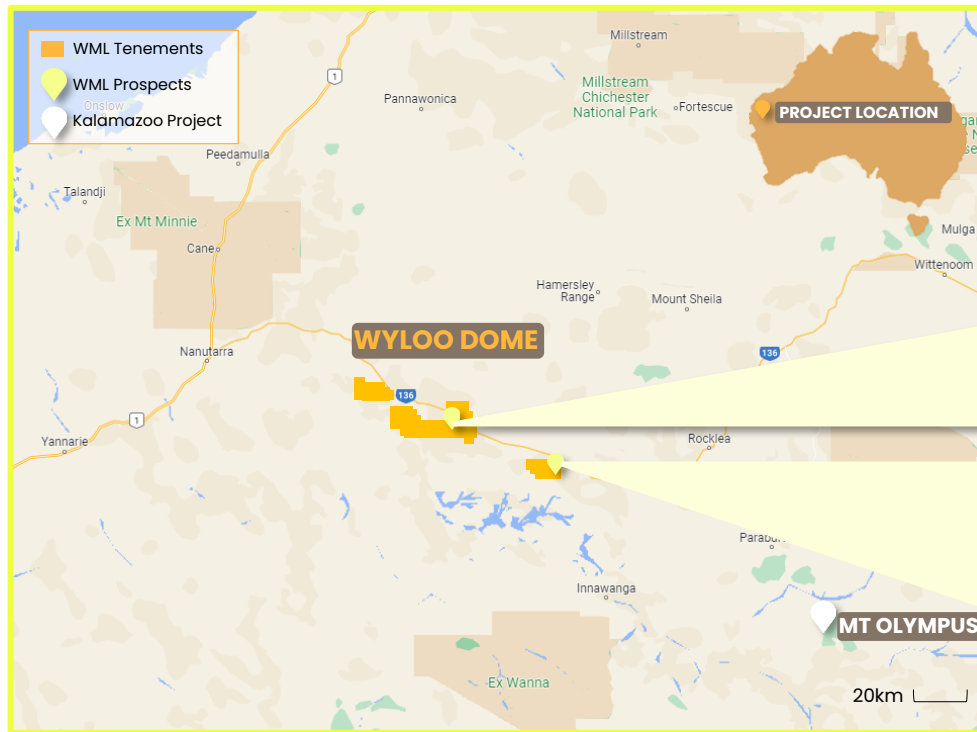 WML Tenements
WML Prospects
Onslow
Kalamazoo Project
1
Millstream
Pannawonica
Millstream
Chichester
National Park
Fortescue
PROJECT LOCATION
Peedamulla
Talandji
Ex Mt Minnie
Cane
Mulga
Wittenoom
Hamersley
Range
Mount Sheila
WYLOO DOME
Nanutarra
136
136
1
Yannarie
Rocklea
Innawanga
MT OLYMPUS
Ex Wanna
20km